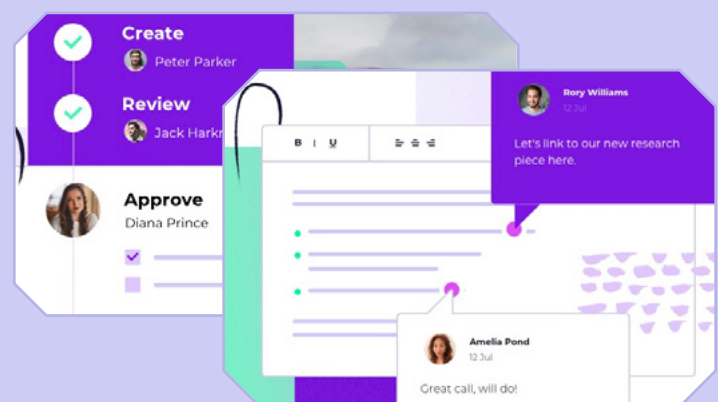 Create
Peter Parker
Review
Jack Hark
Approve
Diana Prince
B I U
Rory Williams
12 Jul
Let's link to our new research
piece here.
Amelia Pond
12 Jul
Great call, will do!